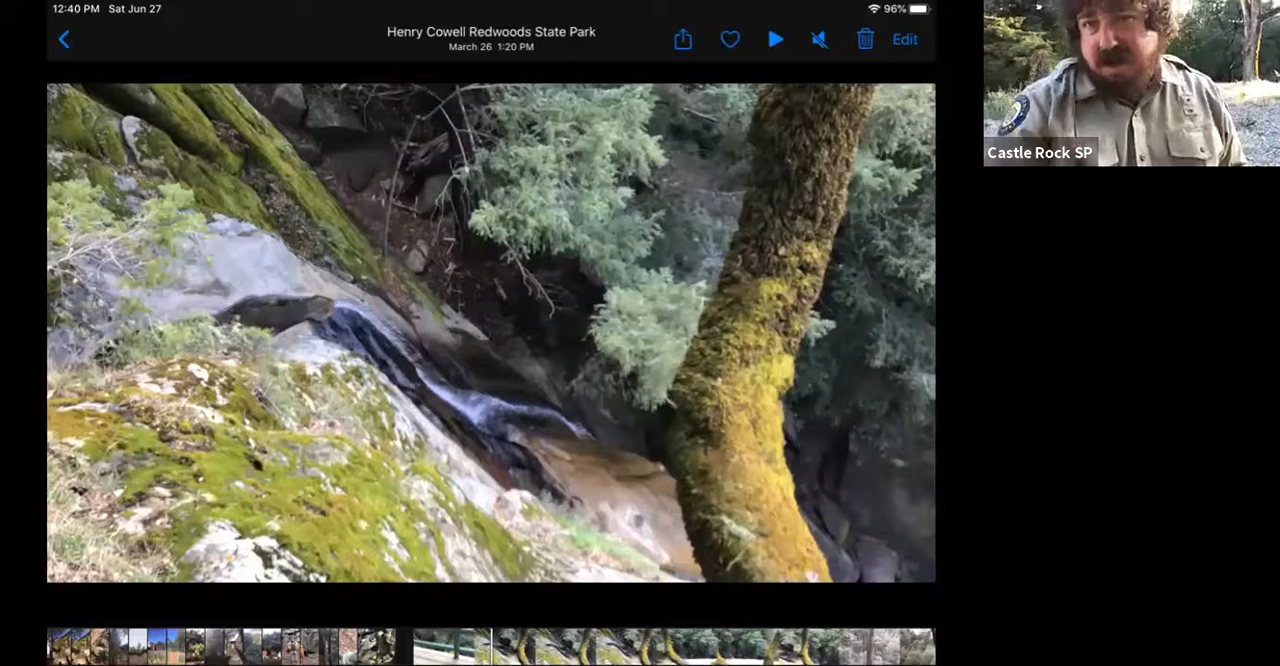 12:40 PM Sat Jun 27
96%
Henry Cowell Redwoods State Park
March 26 1:20 PM
Edit
Castle Rock SP